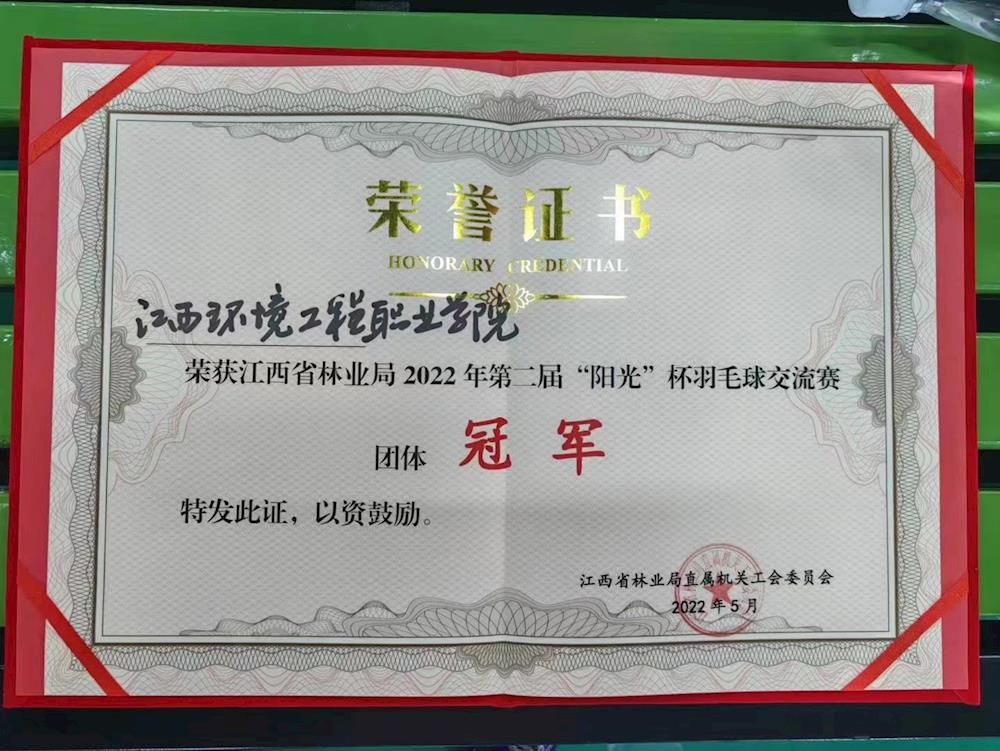 荣誉证书
HONORARY CREDENTIAL
江西环境工程职业学院
荣获江西省林业局2022年第二届“阳光”杯羽毛球交流赛
团体 冠军
特发此证，以资鼓励。
江西省林业局直属机关工会委员会
2022年5月